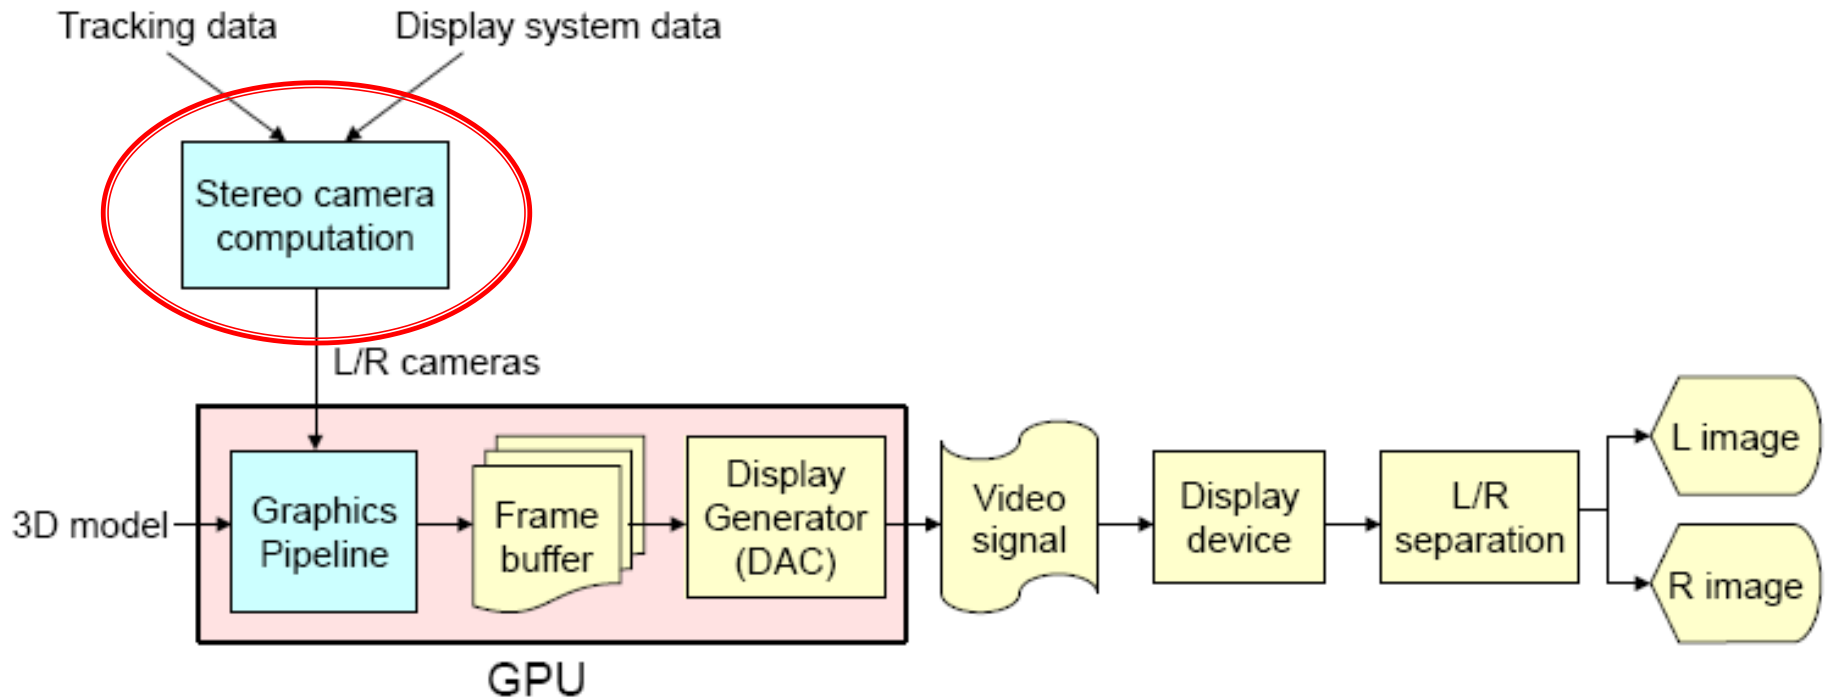 Tracking data
Display system data
Stereo camera
computation
L/R cameras
3D model
Graphics
Pipeline
Frame
buffer
Display
Generator
(DAC)
Video
signal
Display
device
L/R
separation
L image
R image
GPU